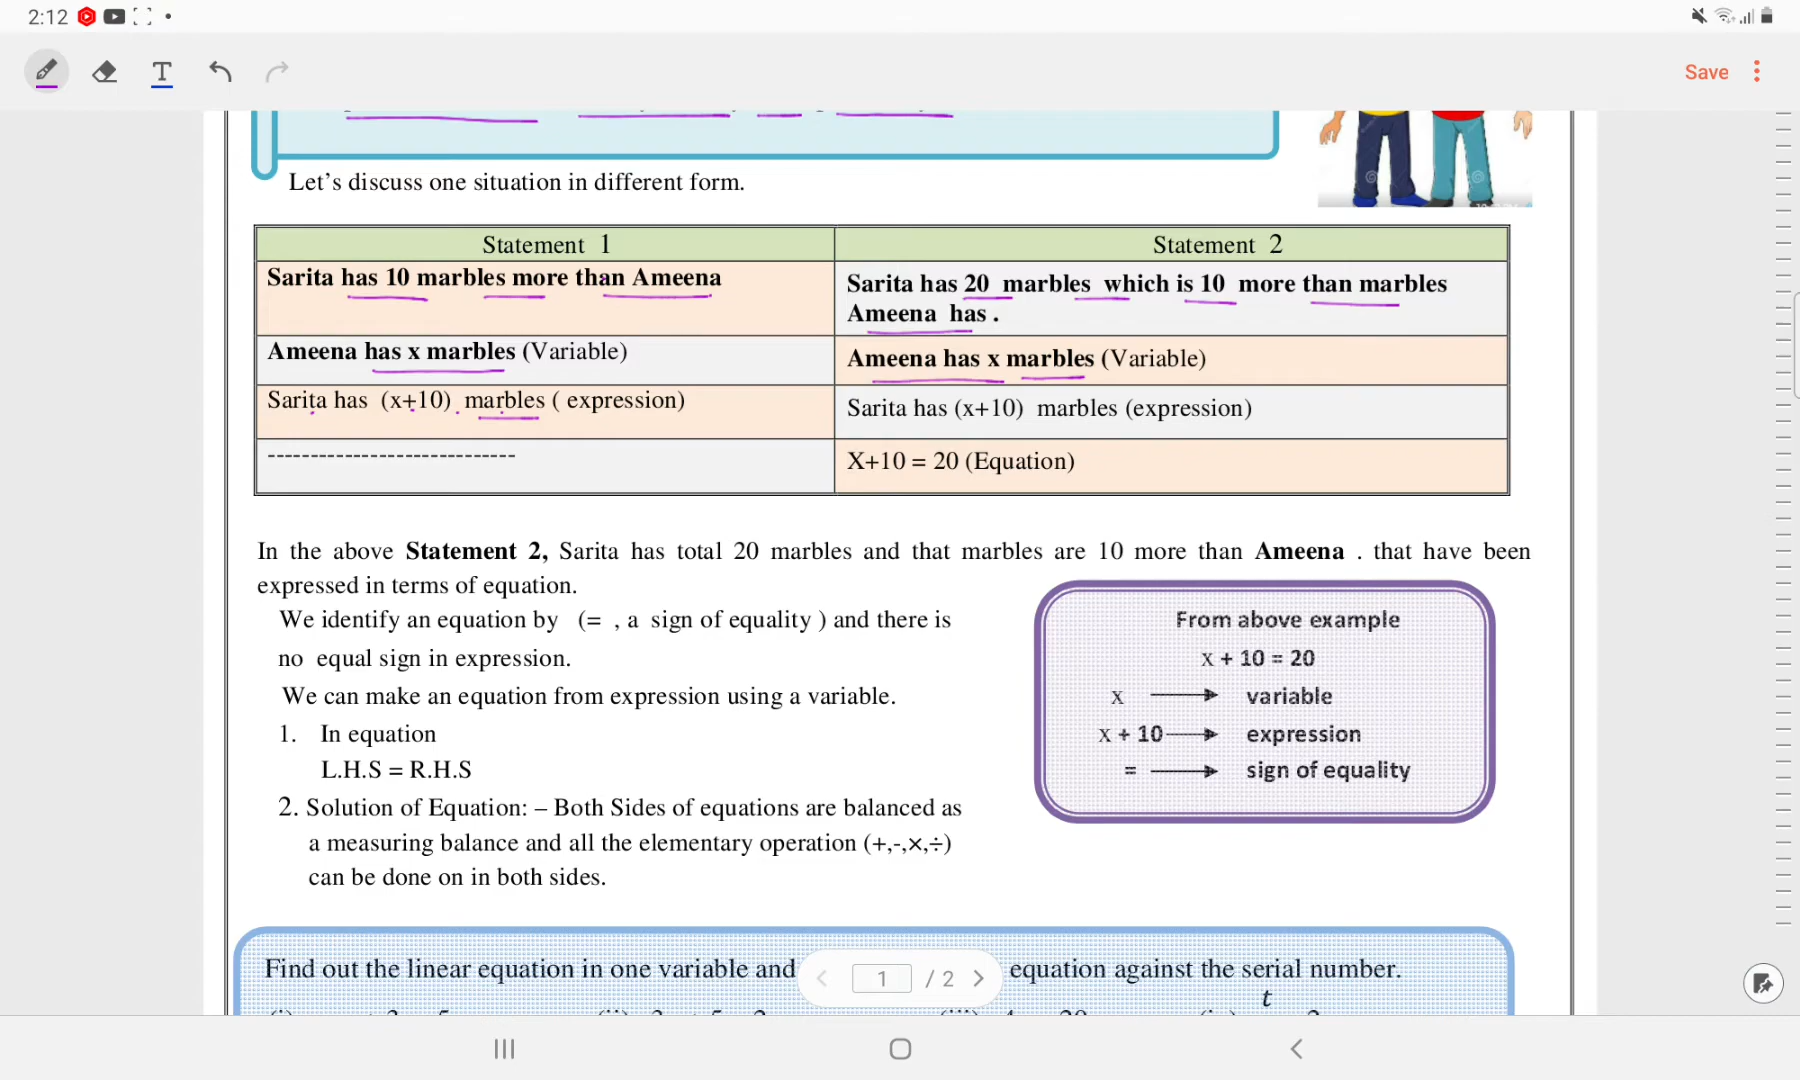 2:12
Save
Let's discuss one situation in different form.
Statement 1
Statement 2
Sarita has 10 marbles more than Ameena
Sarita has 20 marbles which is 10 more than marbles
Ameena has .
Ameena has x marbles (Variable)
Ameena has x marbles (Variable)
Sarita has (x+10) marbles ( expression)
Sarita has (x+10) marbles (expression)
-----------------------------
X+10 = 20 (Equation)
In the above Statement 2, Sarita has total 20 marbles and that marbles are 10 more than Ameena . that have been
expressed in terms of equation.
We identify an equation by (= , a sign of equality ) and there is
no equal sign in expression.
We can make an equation from expression using a variable.
1. In equation
L.H.S = R.H.S
2. Solution of Equation: – Both Sides of equations are balanced as
a measuring balance and all the elementary operation (+,-,×,÷)
can be done on in both sides.
From above example
x + 10 = 20
x → variable
x + 10 → expression
= → sign of equality
Find out the linear equation in one variable and
equation against the serial number.
t
1 / 2